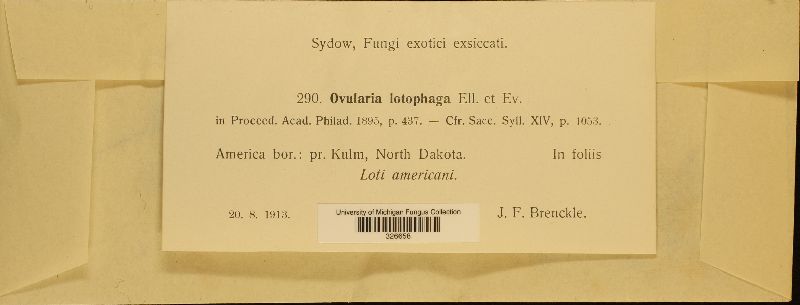 Sydow, Fungi exotici exsiccati.
290. Ovularia lotophaga Ell. et Ev.
in Proceed. Acad. Philad. 1895, p. 437. — Cfr. Sacc. Syll. XIV, p. 1053.
America bor.: pr. Kulm, North Dakota. In foliis
Loti americani.
20. 8. 1913. J. F. Brenckle.
University of Michigan Fungus Collection
326658